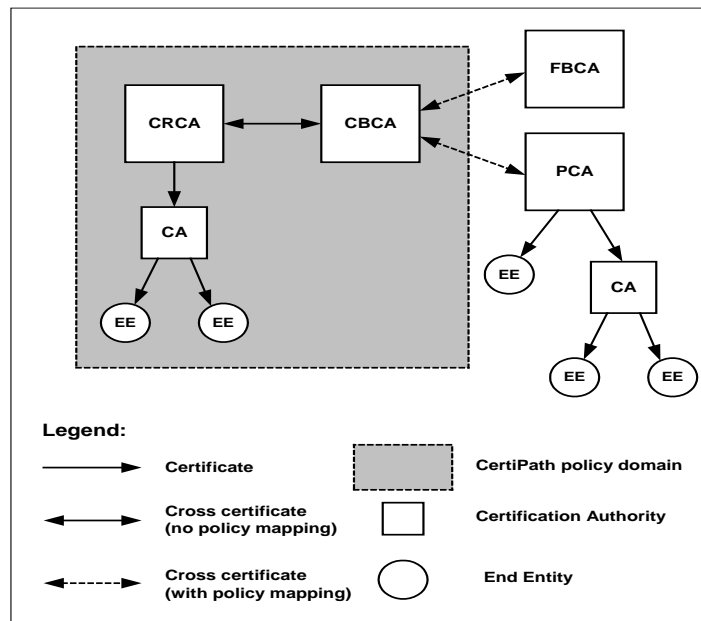 FBCA
CRCA
CBCA
PCA
CA
EE
CA
EE
EE
EE
EE
Legend:
Certificate
CertiPath policy domain
Cross certificate
(no policy mapping)
Certification Authority
Cross certificate
(with policy mapping)
End Entity